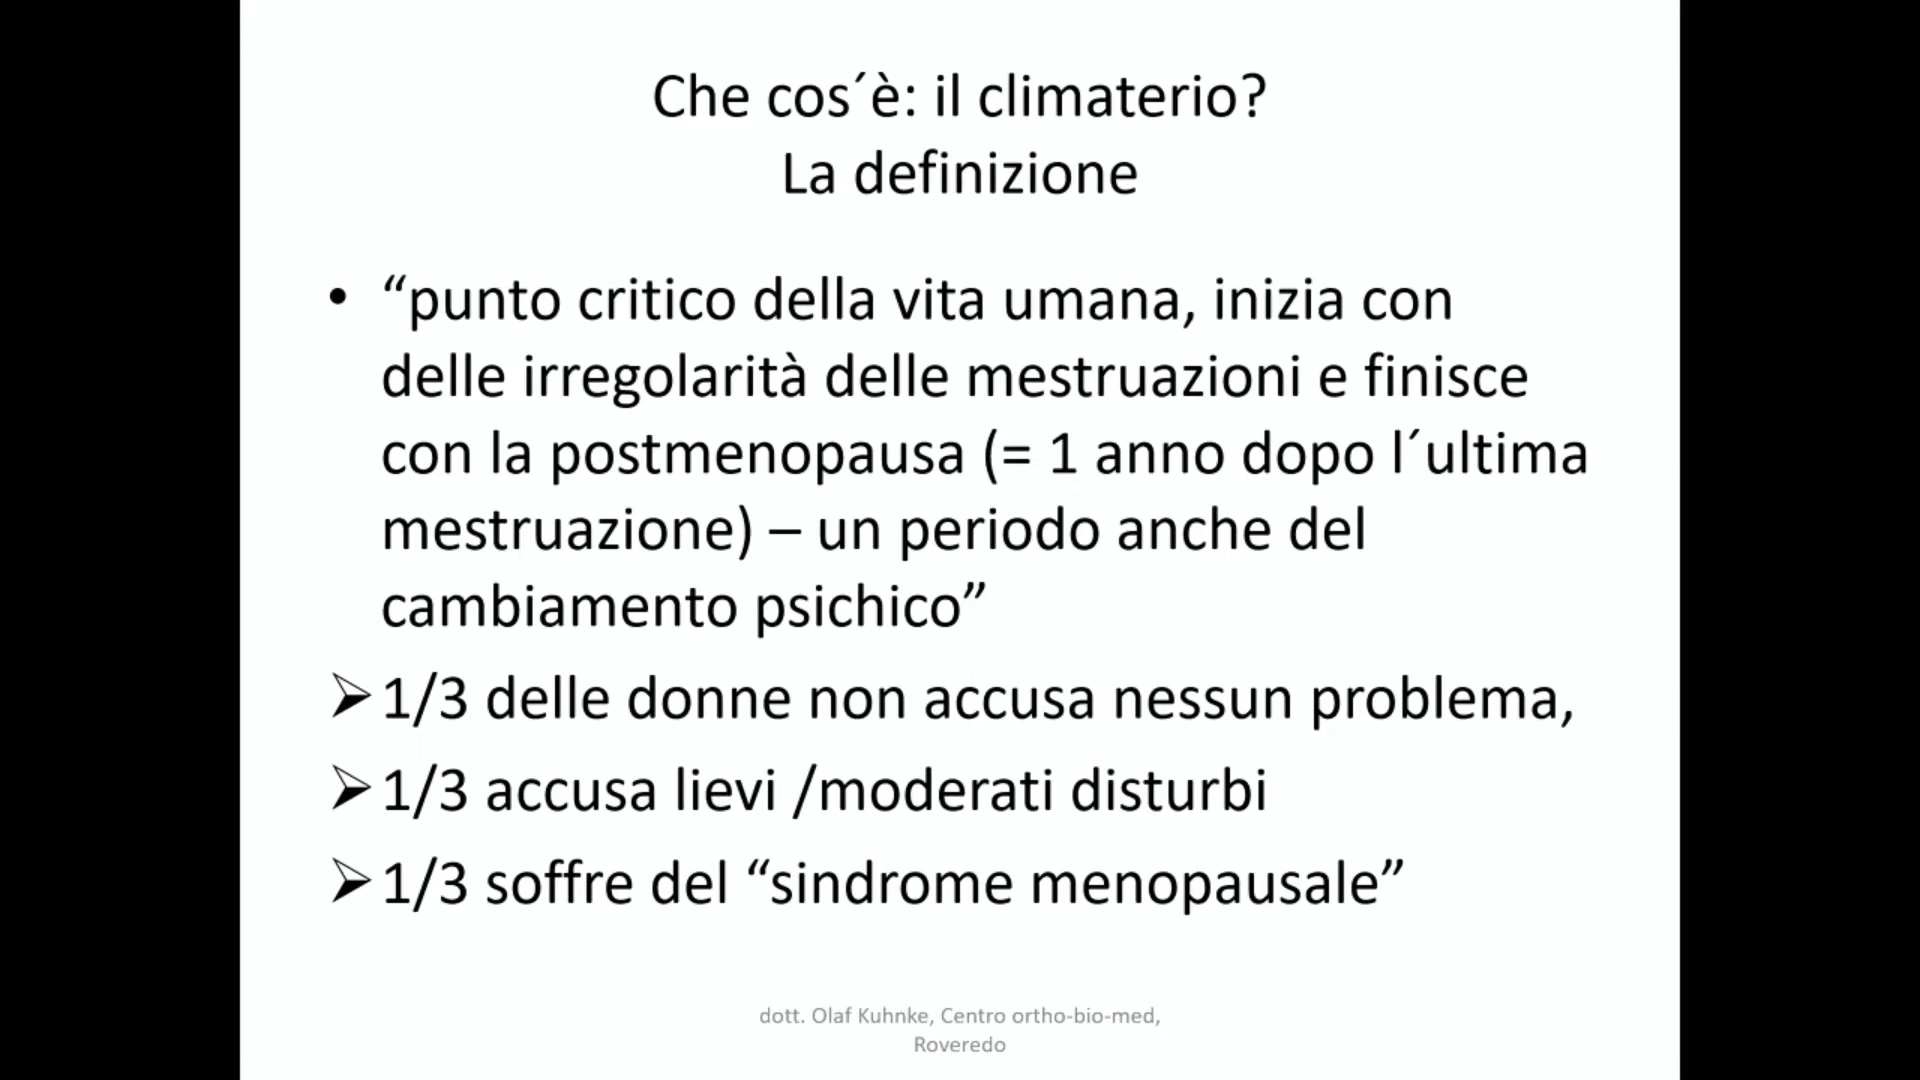 Che cos´è: il climaterio?
La definizione
• “punto critico della vita umana, inizia con
delle irregolarità delle mestruazioni e finisce
con la postmenopausa (= 1 anno dopo l´ultima
mestruazione) – un periodo anche del
cambiamento psichico”
➢1/3 delle donne non accusa nessun problema,
➢1/3 accusa lievi /moderati disturbi
➢1/3 soffre del “sindrome menopausale”
dott. Olaf Kuhnke, Centro ortho-bio-med,
Roveredo